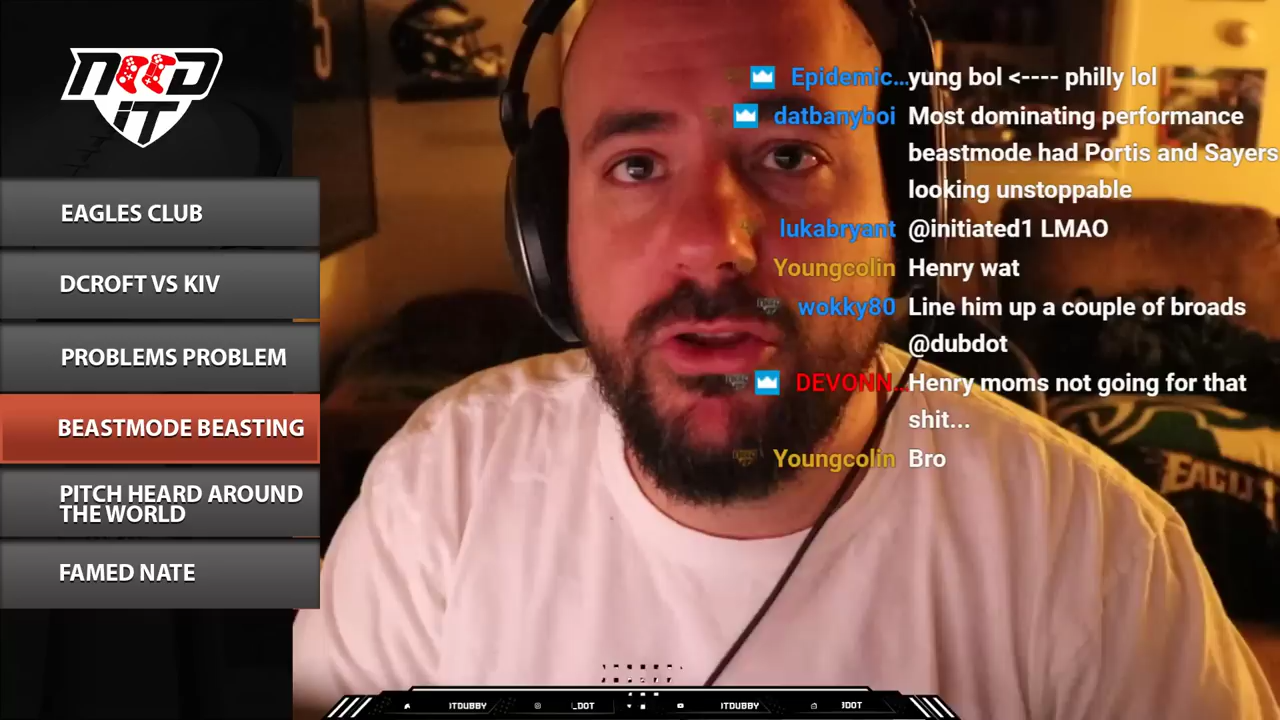 IT
EAGLES CLUB
DCROFT VS KIV
PROBLEMS PROBLEM
BEASTMODE BEASTING
PITCH HEARD AROUND
THE WORLD
FAMED NATE
Epidemic... yung bol <---- philly lol
datbanyboi Most dominating performance
beastmode had Portis and Sayers
looking unstoppable
lukabryant @initiated1 LMAO
Youngcolin Henry wat
wokky80 Line him up a couple of broads
@dubdot
DEVONN... Henry moms not going for that
shit...
Youngcolin Bro
EAGL
ITDUBBY
_DOT
ITDUBBY